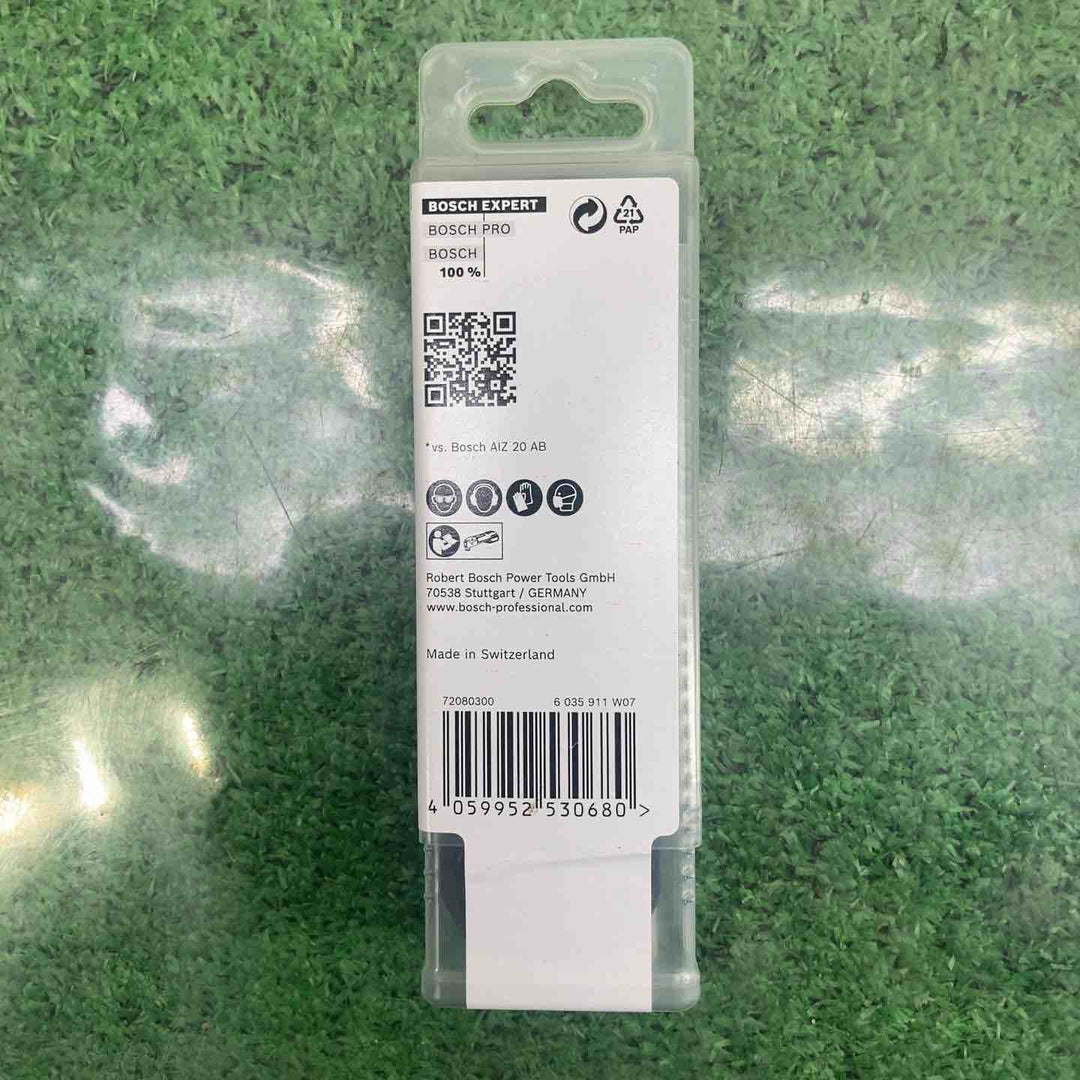 BOSCH EXPERT
BOSCH PRO
BOSCH
100 %
21
PAP
*vs. Bosch AIZ 20 AB
Robert Bosch Power Tools GmbH
70538 Stuttgart / GERMANY
www.bosch-professional.com
Made in Switzerland
72080300 6 035 911 W07
4 059952 530680 >